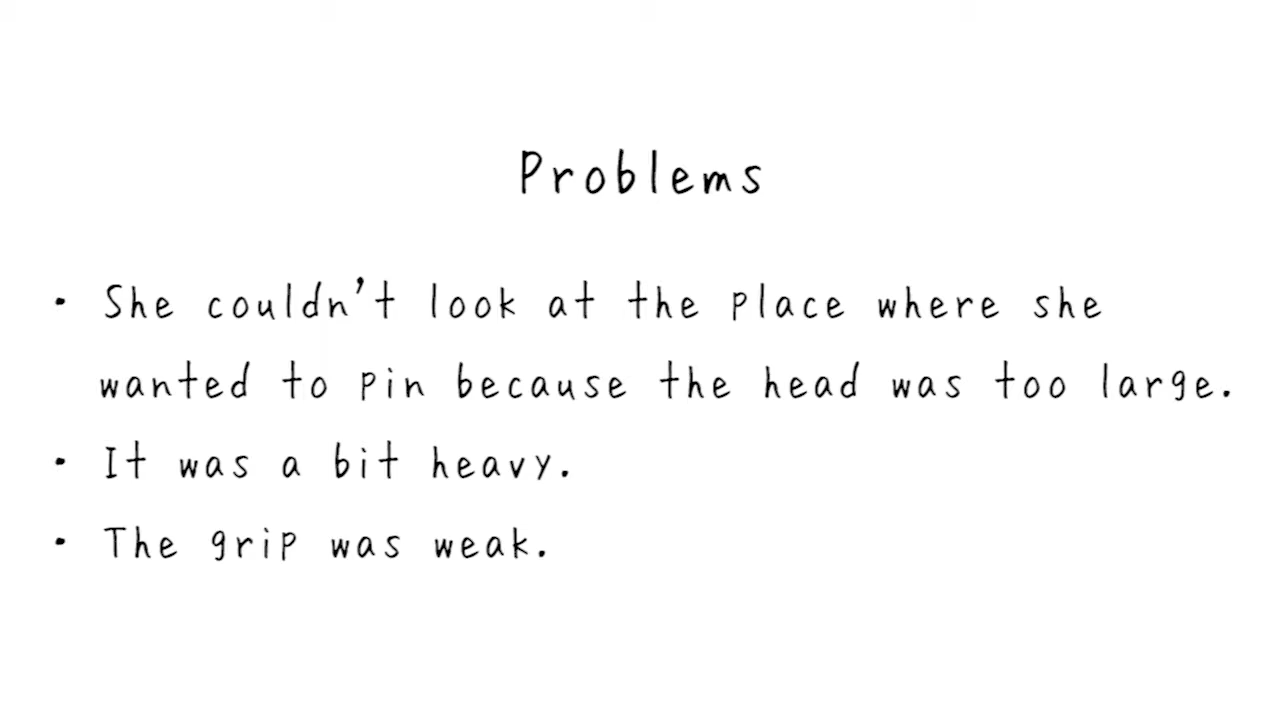 Problems
• She couldn't look at the place where she
wanted to pin because the head was too large.
• It was a bit heavy.
• The grip was weak.